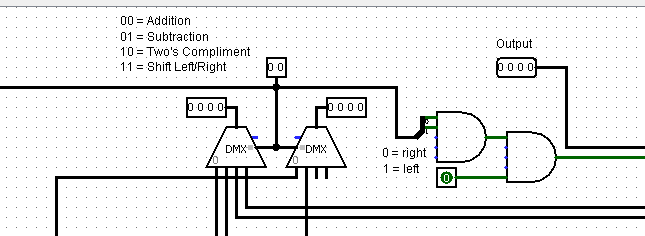 00 = Addition
01 = Subtraction
10 = Two's Compliment
11 = Shift Left/Right
0 0
Output
0 0 0 0
0 0 0 0
0 0 0 0
DMX
DMX
0
0
0 = right
1 = left
0